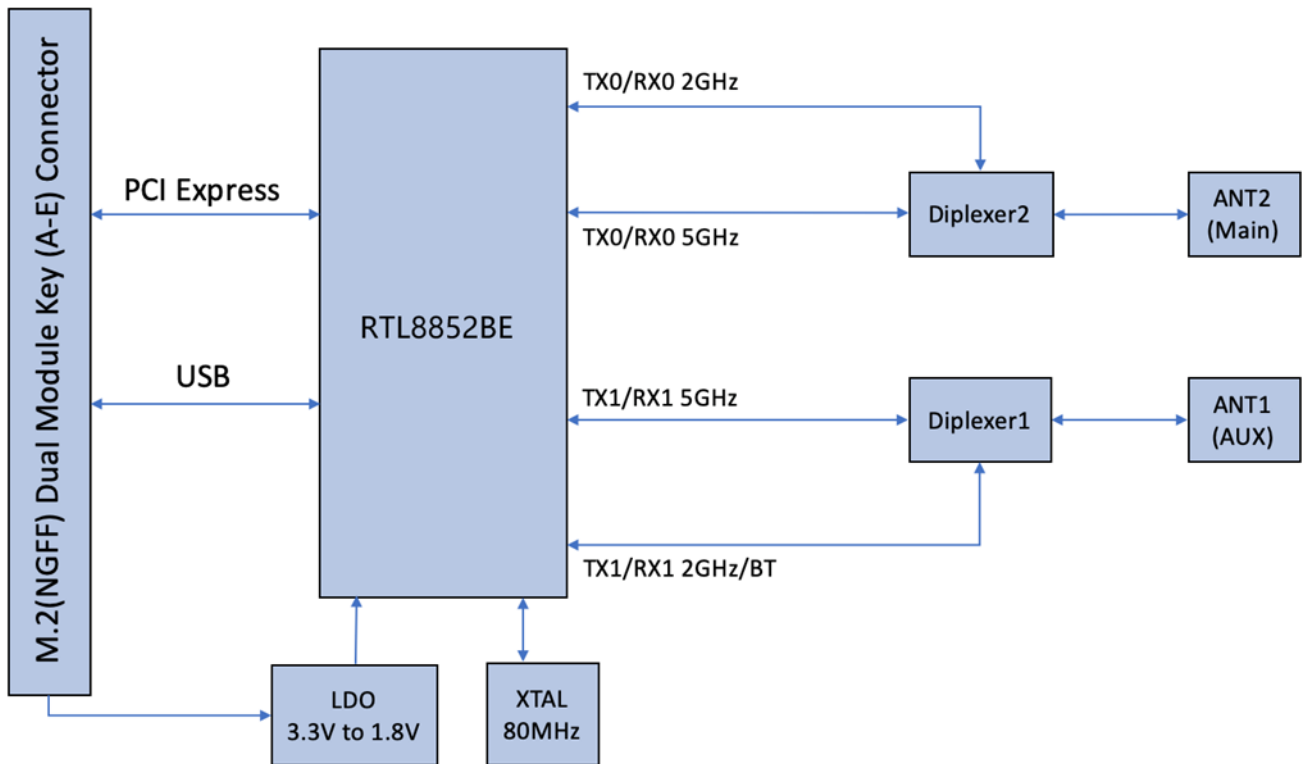 M.2(NGFF) Dual Module Key (A-E) Connector
PCI Express
USB
RTL8852BE
TX0/RX0 2GHz
TX0/RX0 5GHz
Diplexer2
ANT2
(Main)
TX1/RX1 5GHz
Diplexer1
ANT1
(AUX)
TX1/RX1 2GHz/BT
LDO
3.3V to 1.8V
XTAL
80MHz